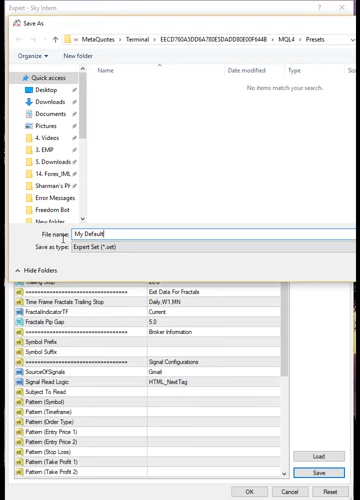 Expert - Sky Intern
Save As
MetaQuotes > Terminal > EECD760A5DD6A780E5DADD80E00F644B > MQL4 > Presets
Organize
New folder
Name
Date modified
Type
Size
No items match your search.
Quick access
Desktop
Downloads
Documents
Pictures
4. Videos
3. EMP
5. Downloads
14. Forex_IML
Sharman's Ph
Email Banners
Freedom Bot
New folder
File name: My Default
Save as type: Expert Set (*.set)
Hide Folders
Trailing Stop 20.0
============================== Exit Data For Fractals
Time Frame Fractals Trailing Stop Daily,W1,MN
FractalIndicatorTF Current
Fractals Pip Gap 5.0
============================== Broker Information
Symbol Prefix
Symbol Suffix
============================== Signal Configurations
SourceOfSignals Gmail
Signal Read Logic HTML_NextTag
Subject To Read
Pattern (Symbol)
Pattern (Timeframe)
Pattern (Order Type)
Pattern (Entry Price 1)
Pattern (Entry Price 2)
Pattern (Stop Loss)
Pattern (Take Profit 1)
Pattern (Take Profit 2)
Load
Save
OK
Cancel
Reset